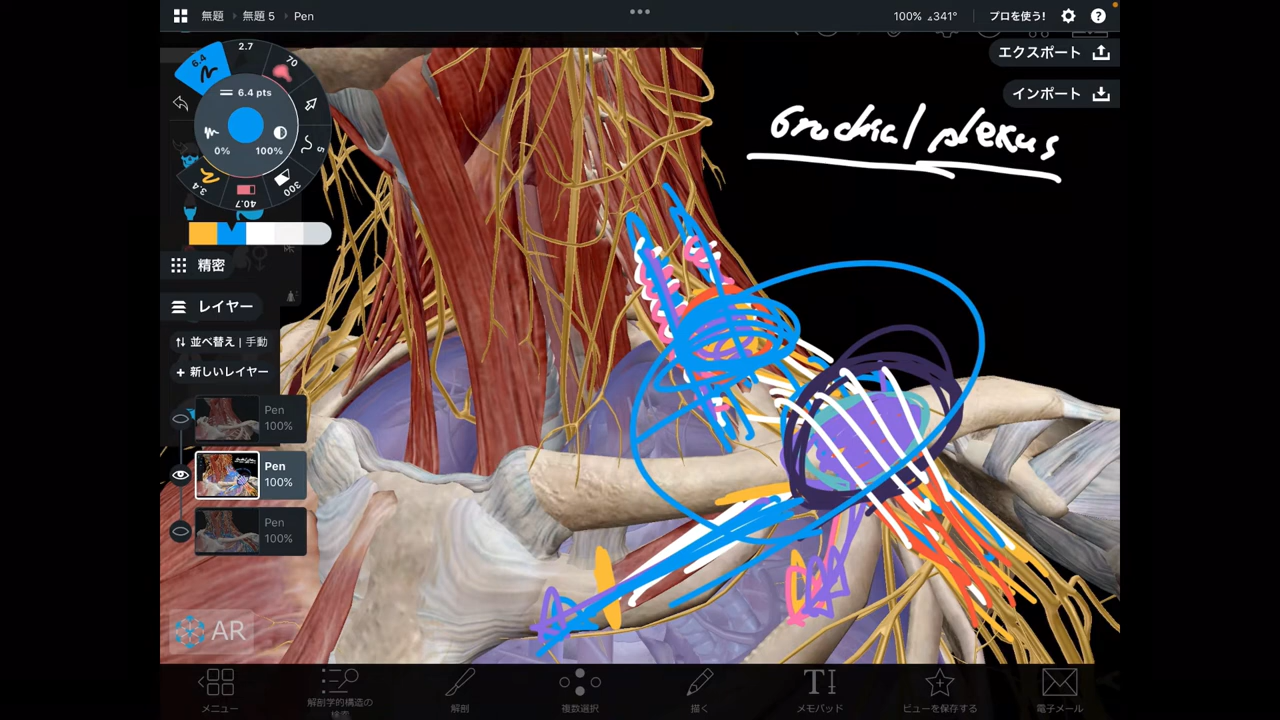 無題 › 無題 5 › Pen
100% ⊿341°
プロを使う!
エクスポート
インポート
2.7
70
6.4
6.4 pts
0%
100%
5
3.4
40.7
300
brachial plexus
精密
レイヤー
並べ替え | 手動
+ 新しいレイヤー
Pen
100%
Pen
100%
Pen
100%
AR
メニュー
解剖学的構造の
検索
解剖
複数選択
描く
メモパッド
ビューを保存する
電子メール